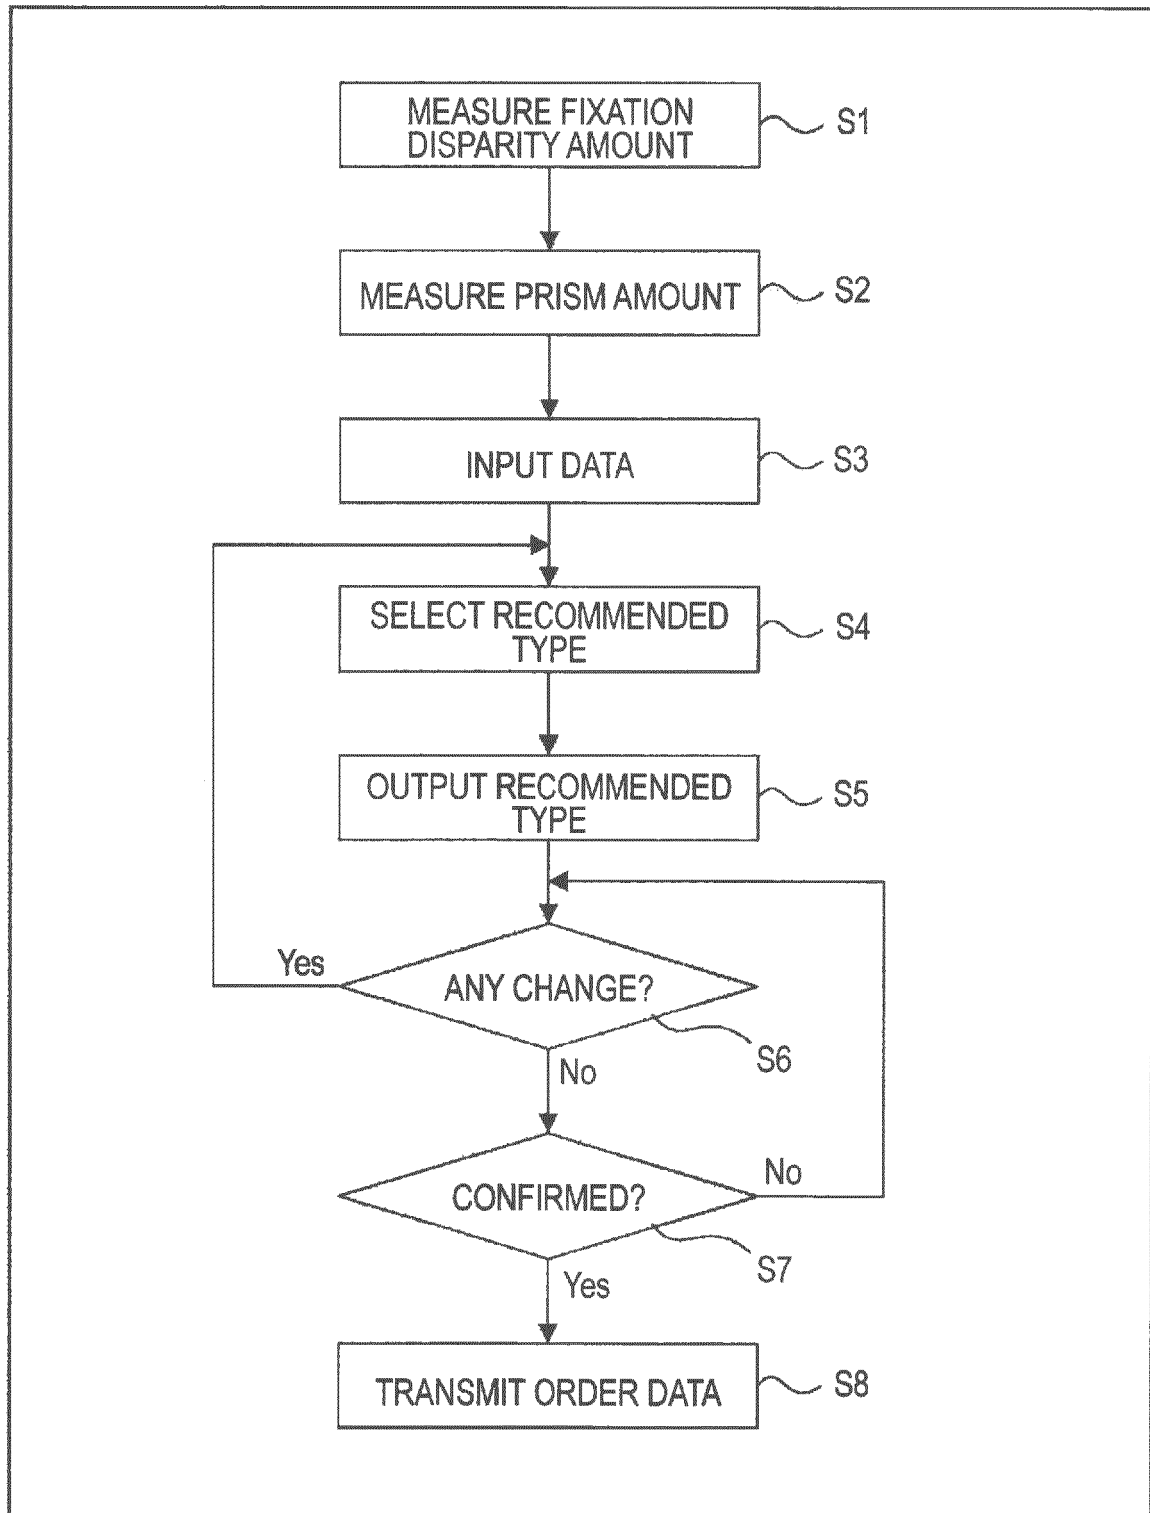 MEASURE FIXATION
DISPARITY AMOUNT
S1
MEASURE PRISM AMOUNT
S2
INPUT DATA
S3
SELECT RECOMMENDED
TYPE
S4
OUTPUT RECOMMENDED
TYPE
S5
Yes
ANY CHANGE?
S6
No
CONFIRMED?
No
S7
Yes
TRANSMIT ORDER DATA
S8